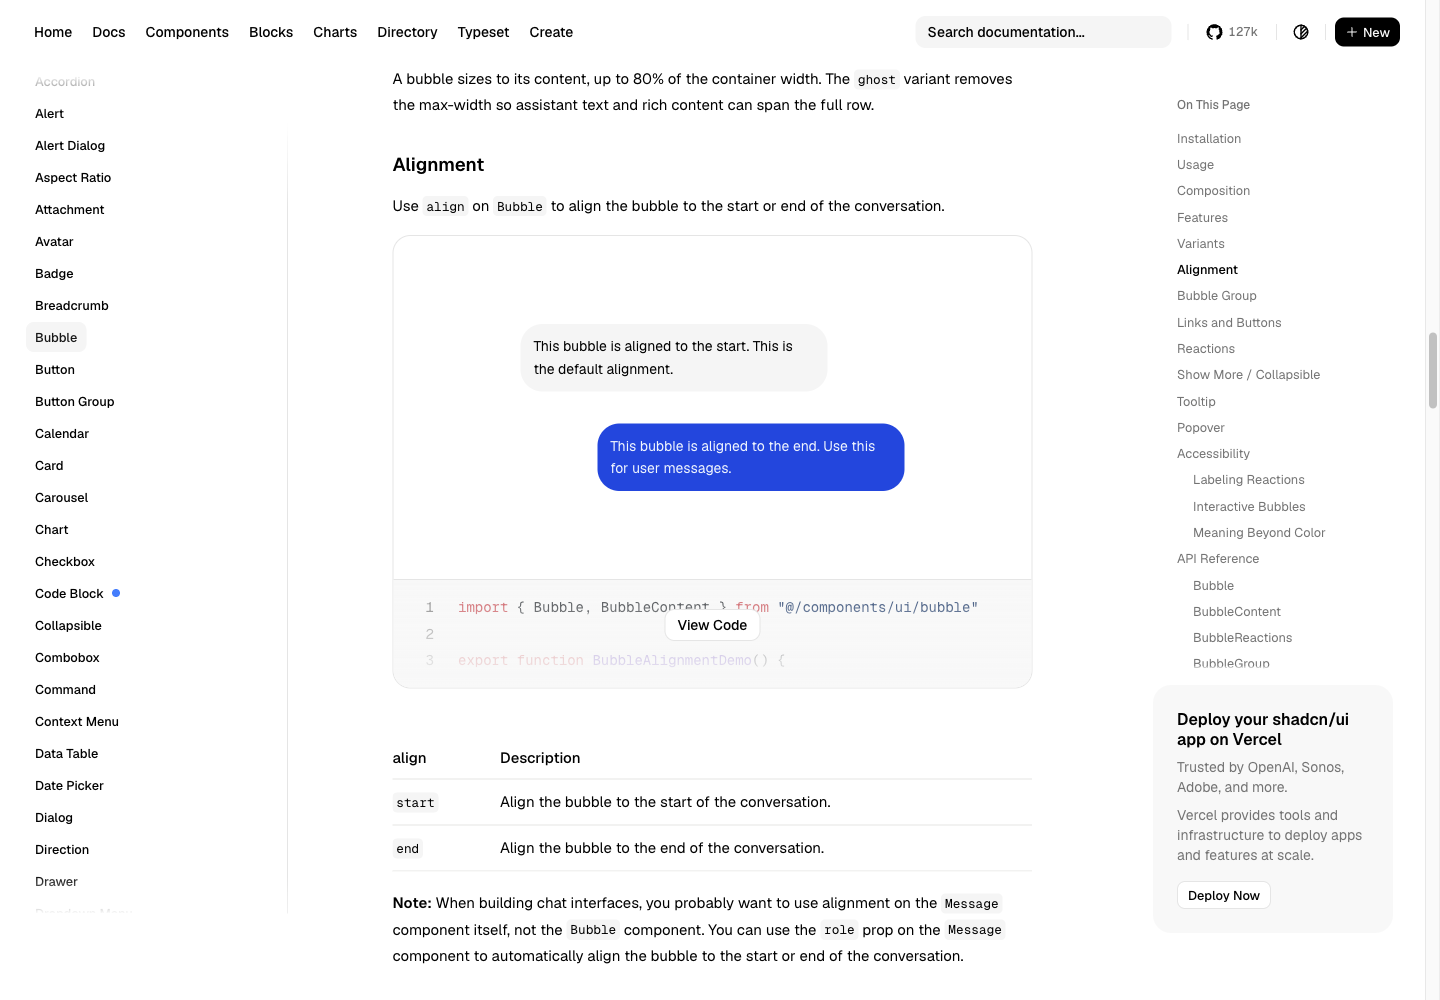 Home Docs Components Blocks Charts Directory Typeset Create
Search documentation...
127k
New
Accordion
Alert
Alert Dialog
Aspect Ratio
Attachment
Avatar
Badge
Breadcrumb
Bubble
Button
Button Group
Calendar
Card
Carousel
Chart
Checkbox
Code Block
Collapsible
Combobox
Command
Context Menu
Data Table
Date Picker
Dialog
Direction
Drawer
Dropdown Menu
A bubble sizes to its content, up to 80% of the container width. The ghost variant removes
the max-width so assistant text and rich content can span the full row.
Alignment
Use align on Bubble to align the bubble to the start or end of the conversation.
This bubble is aligned to the start. This is
the default alignment.
This bubble is aligned to the end. Use this
for user messages.
1 import { Bubble, BubbleContent } from "@/components/ui/bubble"
2
3 export function BubbleAlignmentDemo() {
View Code
align Description
start Align the bubble to the start of the conversation.
end Align the bubble to the end of the conversation.
Note: When building chat interfaces, you probably want to use alignment on the Message
component itself, not the Bubble component. You can use the role prop on the Message
component to automatically align the bubble to the start or end of the conversation.
On This Page
Installation
Usage
Composition
Features
Variants
Alignment
Bubble Group
Links and Buttons
Reactions
Show More / Collapsible
Tooltip
Popover
Accessibility
Labeling Reactions
Interactive Bubbles
Meaning Beyond Color
API Reference
Bubble
BubbleContent
BubbleReactions
BubbleGroup
Deploy your shadcn/ui
app on Vercel
Trusted by OpenAI, Sonos,
Adobe, and more.
Vercel provides tools and
infrastructure to deploy apps
and features at scale.
Deploy Now